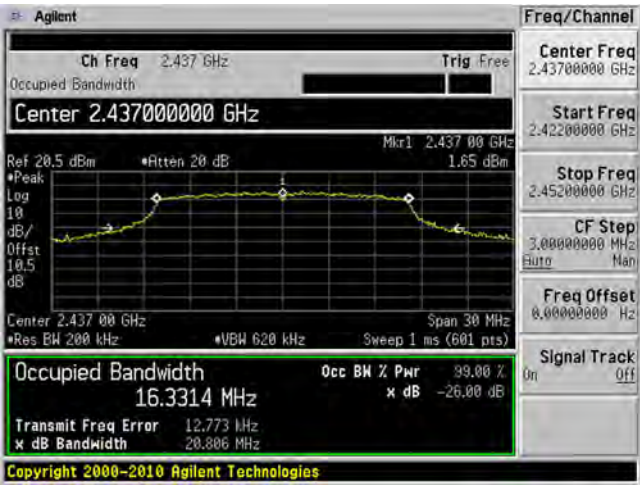 Agilent
Freq/Channel
Ch Freq 2.437 GHz Trig Free
Occupied Bandwidth
Center 2.437000000 GHz
Center Freq
2.43700000 GHz
Start Freq
2.42200000 GHz
Stop Freq
2.45200000 GHz
CF Step
3.00000000 MHz
Auto Man
Freq Offset
0.00000000 Hz
Signal Track
On Off
Mkr1 2.437 00 GHz
Ref 20.5 dBm •Atten 20 dB 1.65 dBm
•Peak
Log
10
dB/
Offst
10.5
dB
1
Center 2.437 00 GHz Span 30 MHz
•Res BW 200 kHz •VBW 620 kHz Sweep 1 ms (601 pts)
Occupied Bandwidth Occ BW % Pwr 99.00 %
16.3314 MHz x dB -26.00 dB
Transmit Freq Error 12.773 kHz
x dB Bandwidth 20.806 MHz
Copyright 2000-2010 Agilent Technologies